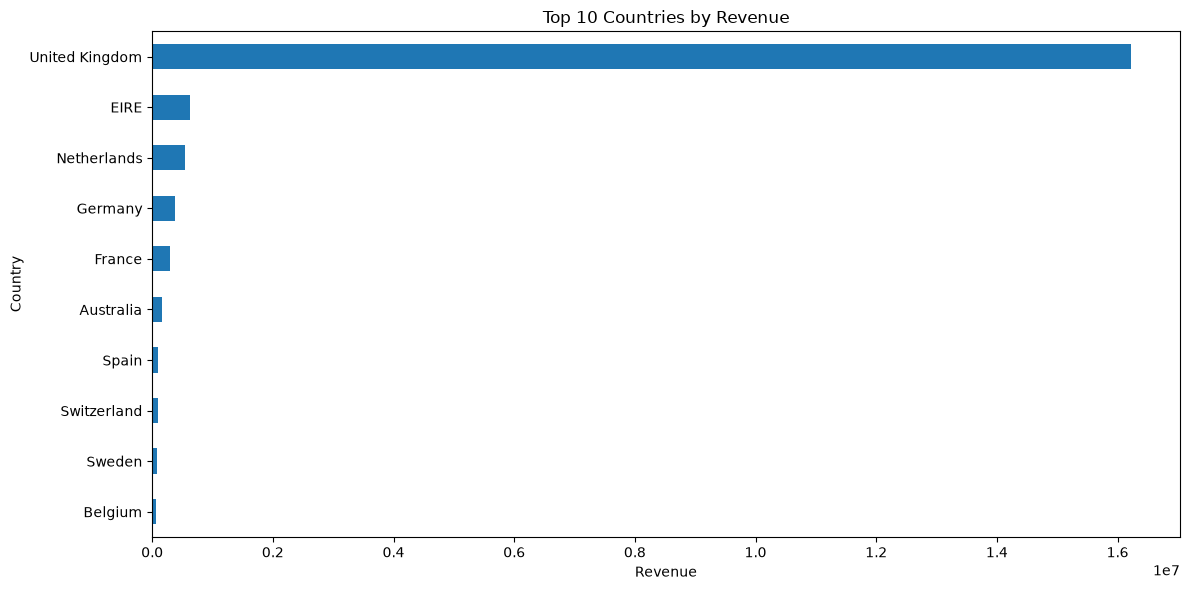 Top 10 Countries by Revenue
Country
United Kingdom
EIRE
Netherlands
Germany
France
Australia
Spain
Switzerland
Sweden
Belgium
0.0 0.2 0.4 0.6 0.8 1.0 1.2 1.4 1.6
1e7
Revenue